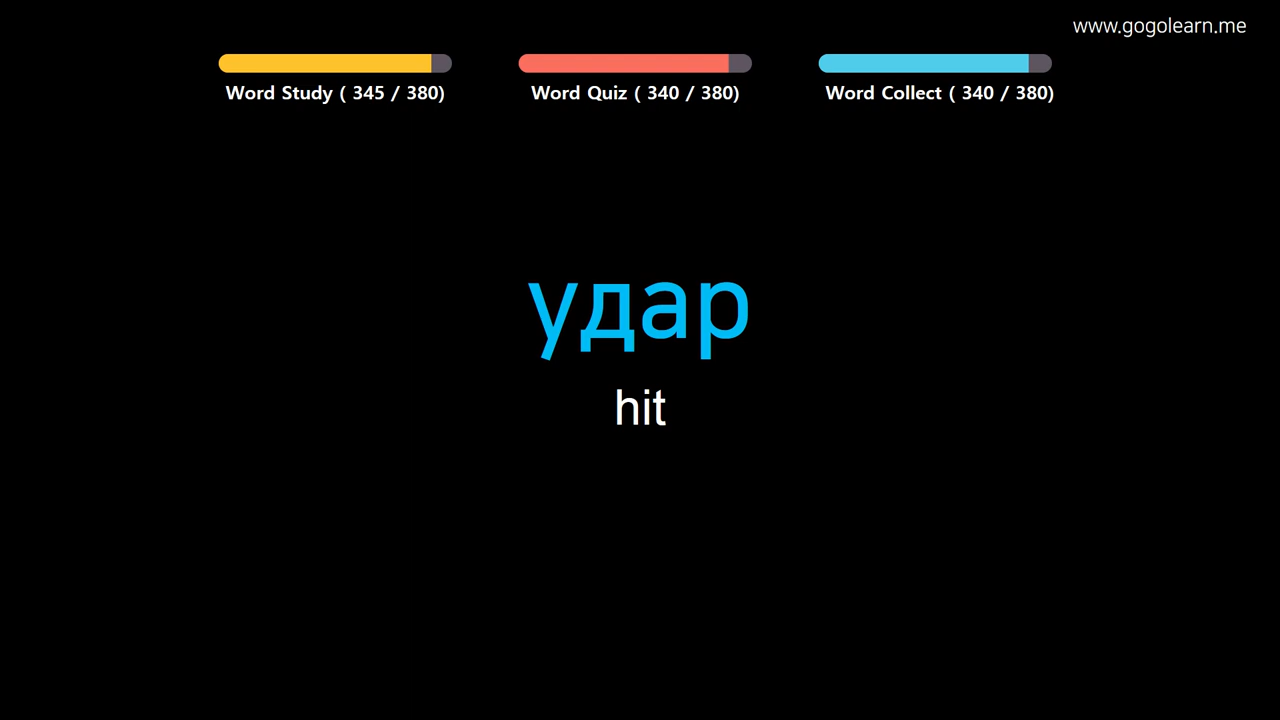 www.gogolearn.me
Word Study ( 345 / 380)
Word Quiz ( 340 / 380)
Word Collect ( 340 / 380)
удар
hit